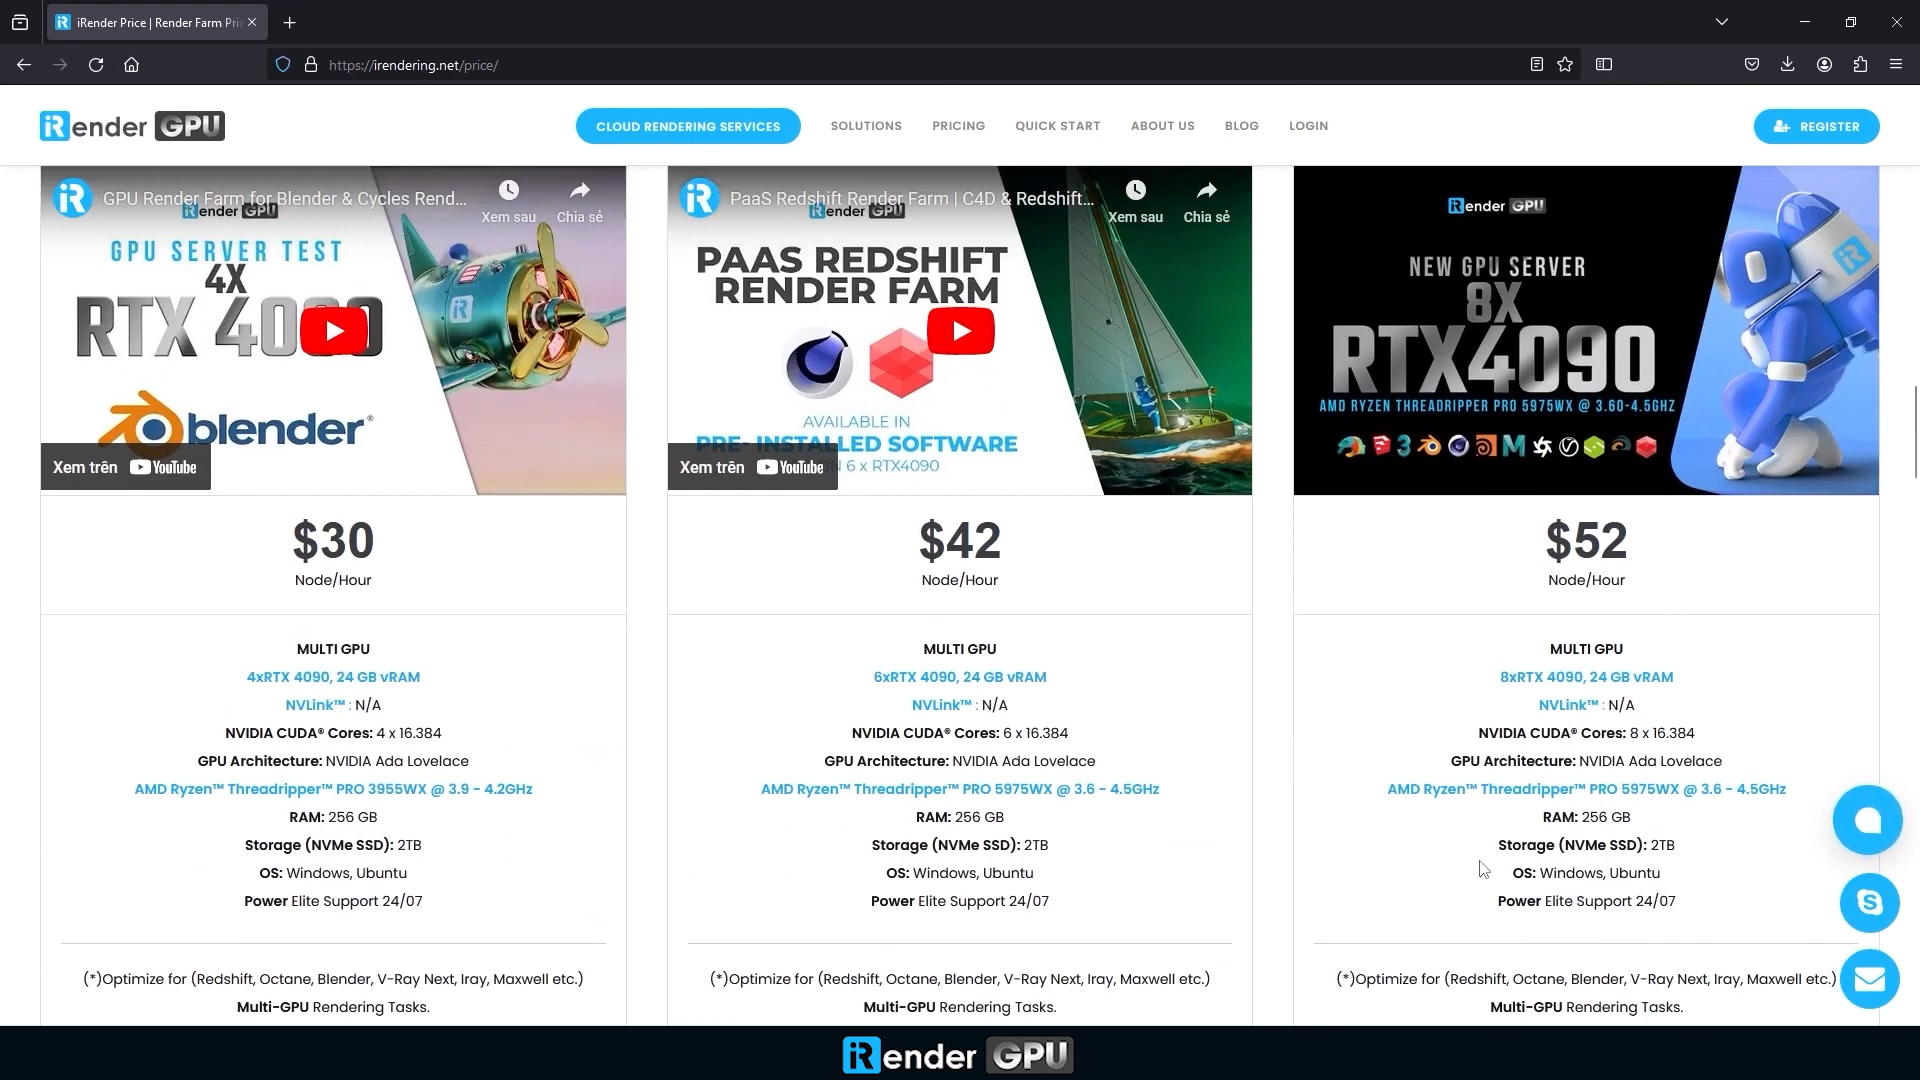 iRender Price | Render Farm Pric
https://irendering.net/price/
iRender GPU
CLOUD RENDERING SERVICES
SOLUTIONS
PRICING
QUICK START
ABOUT US
BLOG
LOGIN
REGISTER
GPU Render Farm for Blender & Cycles Rend...
Xem sau
Chia sẻ
iRender GPU
GPU SERVER TEST
4X
RTX 4090
blender
Xem trên YouTube
PaaS Redshift Render Farm | C4D & Redshift...
Xem sau
Chia sẻ
iRender GPU
PAAS REDSHIFT
RENDER FARM
AVAILABLE IN
PRE- INSTALLED SOFTWARE
ON 6 x RTX4090
Xem trên YouTube
iRender GPU
NEW GPU SERVER
8X
RTX4090
AMD RYZEN THREADRIPPER PRO 5975WX @ 3.60-4.5GHZ
$30
Node/Hour
MULTI GPU
4xRTX 4090, 24 GB vRAM
NVLink™ : N/A
NVIDIA CUDA® Cores: 4 x 16.384
GPU Architecture: NVIDIA Ada Lovelace
AMD Ryzen™ Threadripper™ PRO 3955WX @ 3.9 - 4.2GHz
RAM: 256 GB
Storage (NVMe SSD): 2TB
OS: Windows, Ubuntu
Power Elite Support 24/07
(*)Optimize for (Redshift, Octane, Blender, V-Ray Next, Iray, Maxwell etc.)
Multi-GPU Rendering Tasks.
$42
Node/Hour
MULTI GPU
6xRTX 4090, 24 GB vRAM
NVLink™ : N/A
NVIDIA CUDA® Cores: 6 x 16.384
GPU Architecture: NVIDIA Ada Lovelace
AMD Ryzen™ Threadripper™ PRO 5975WX @ 3.6 - 4.5GHz
RAM: 256 GB
Storage (NVMe SSD): 2TB
OS: Windows, Ubuntu
Power Elite Support 24/07
(*)Optimize for (Redshift, Octane, Blender, V-Ray Next, Iray, Maxwell etc.)
Multi-GPU Rendering Tasks.
$52
Node/Hour
MULTI GPU
8xRTX 4090, 24 GB vRAM
NVLink™ : N/A
NVIDIA CUDA® Cores: 8 x 16.384
GPU Architecture: NVIDIA Ada Lovelace
AMD Ryzen™ Threadripper™ PRO 5975WX @ 3.6 - 4.5GHz
RAM: 256 GB
Storage (NVMe SSD): 2TB
OS: Windows, Ubuntu
Power Elite Support 24/07
(*)Optimize for (Redshift, Octane, Blender, V-Ray Next, Iray, Maxwell etc.)
Multi-GPU Rendering Tasks.
iRender GPU